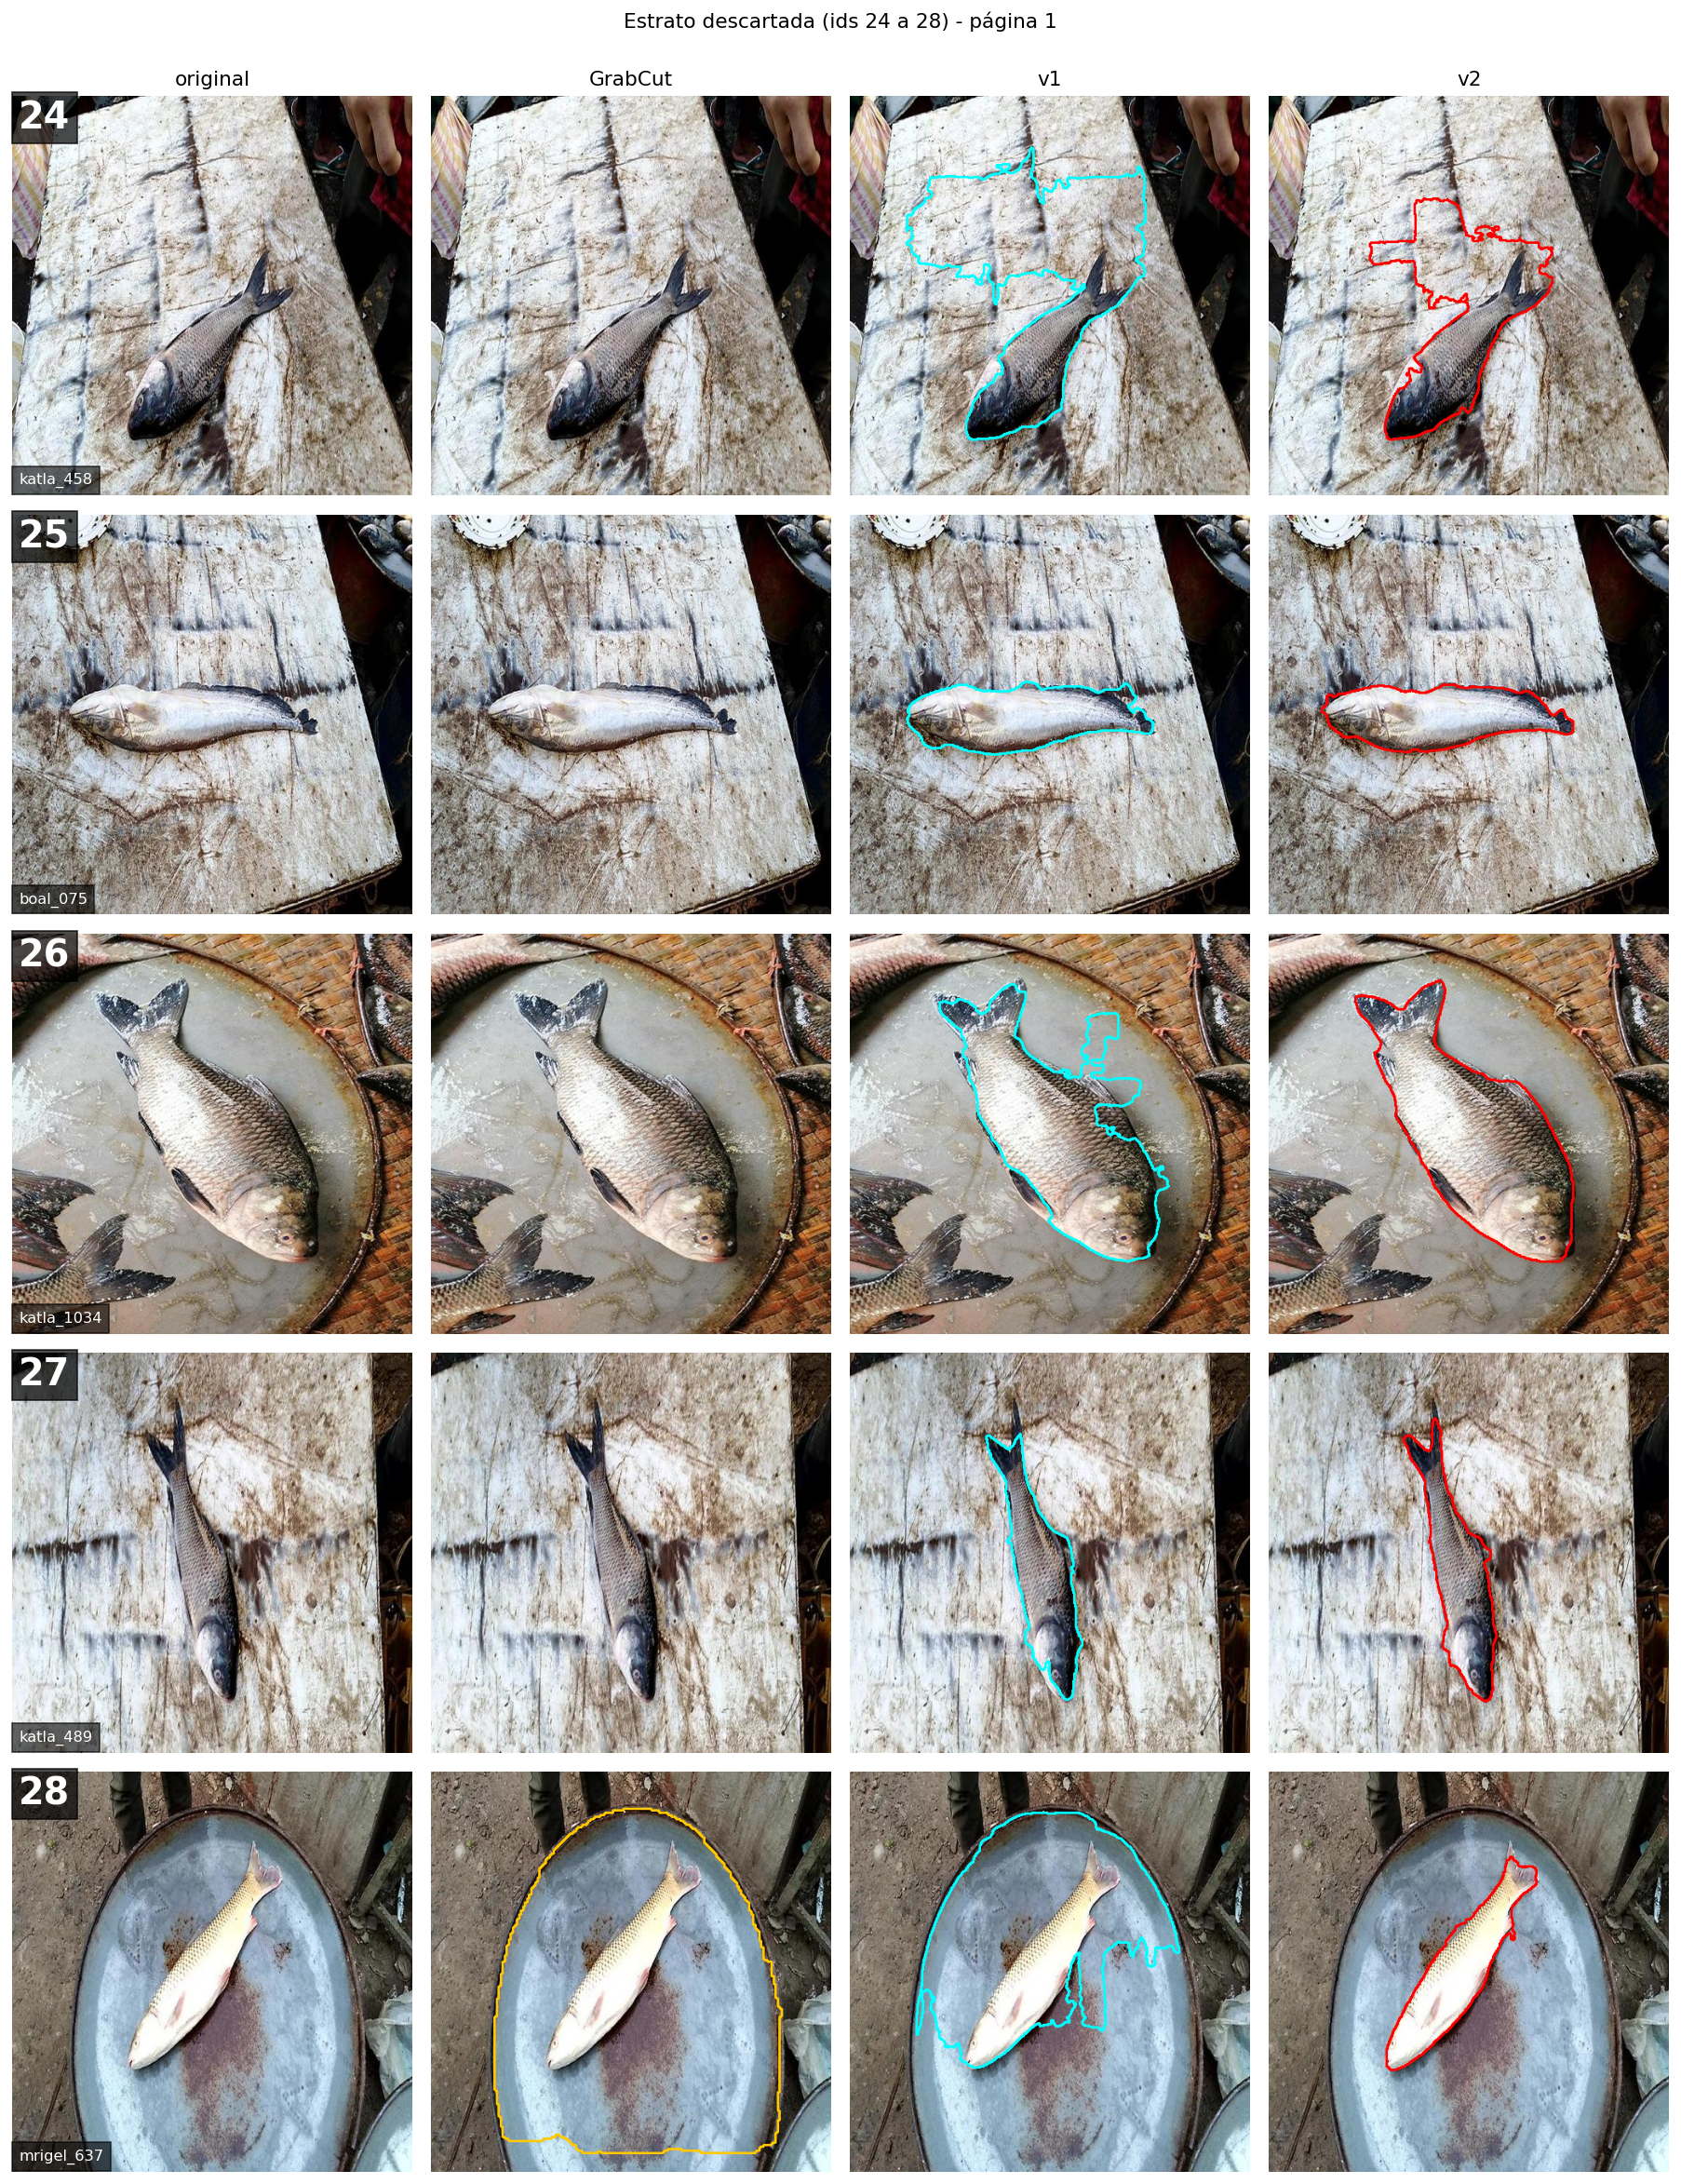 Estrato descartada (ids 24 a 28) - página 1
original GrabCut v1 v2
24
katla_458
25
boal_075
26
katla_1034
27
katla_489
28
mrigel_637